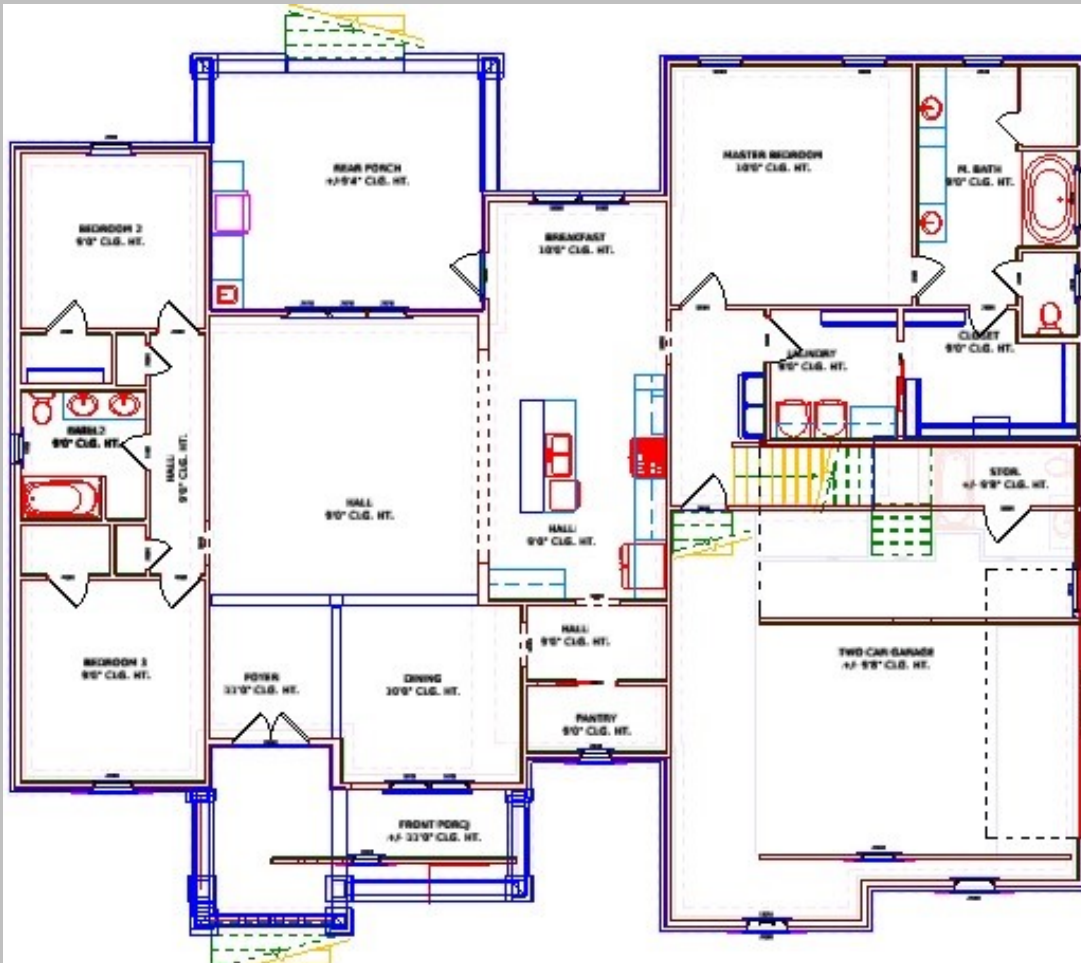 REAR PORCH
+/-9'4" CLG. HT.
MASTER BEDROOM
10'0" CLG. HT.
M. BATH
9'0" CLG. HT.
BEDROOM 2
9'0" CLG. HT.
BREAKFAST
10'0" CLG. HT.
CLOSET
9'0" CLG. HT.
LAUNDRY
9'0" CLG. HT.
9'0" CLG. HT.
HALL
9'0" CLG. HT.
HALL
9'0" CLG. HT.
HALL
9'0" CLG. HT.
STOR.
+/- 9'8" CLG. HT.
HALL
9'0" CLG. HT.
TWO CAR GARAGE
+/- 9'8" CLG. HT.
BEDROOM 3
9'0" CLG. HT.
FOYER
11'0" CLG. HT.
DINING
10'0" CLG. HT.
PANTRY
9'0" CLG. HT.
FRONT PORCJ
+/- 11'0" CLG. HT.